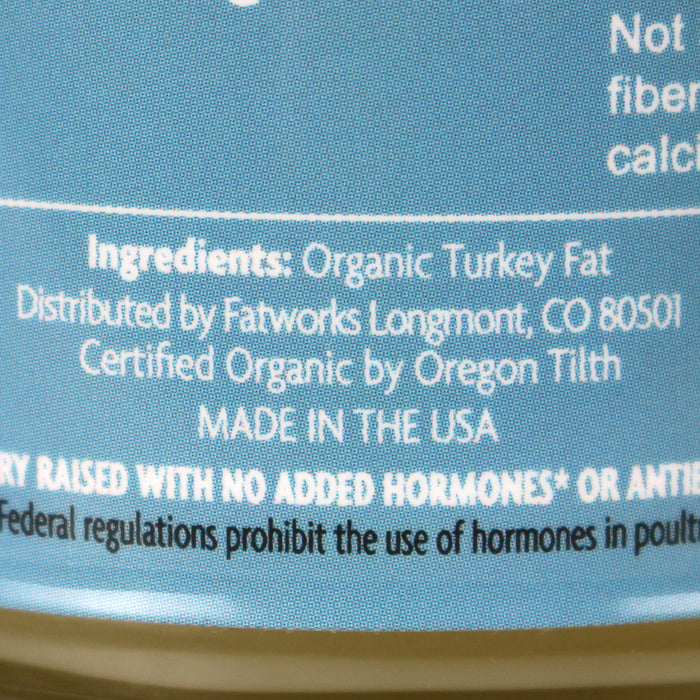 Not
fiber
calci
Ingredients: Organic Turkey Fat
Distributed by Fatworks Longmont, CO 80501
Certified Organic by Oregon Tilth
MADE IN THE USA
RY RAISED WITH NO ADDED HORMONES* OR ANTIB
Federal regulations prohibit the use of hormones in poult